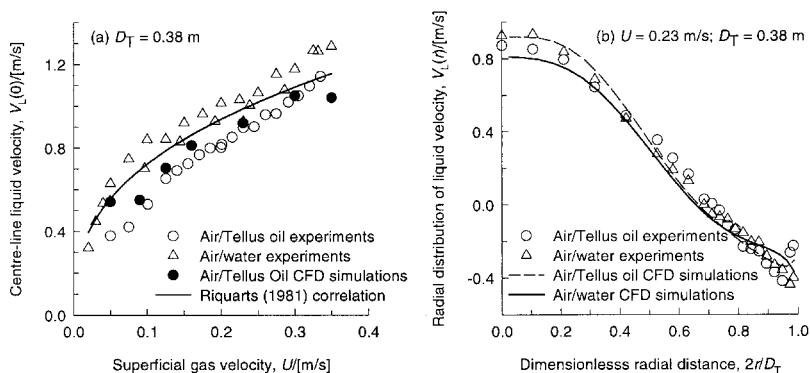 (a) D_T = 0.38 m
Centre-line liquid velocity, V_L(0)/[m/s]
1.2
0.8
0.4
0.0
○ Air/Tellus oil experiments
△ Air/water experiments
● Air/Tellus Oil CFD simulations
— Riquarts (1981) correlation
0.0 0.1 0.2 0.3 0.4
Superficial gas velocity, U/[m/s]
(b) U = 0.23 m/s; D_T = 0.38 m
Radial distribution of liquid velocity, V_L(r)/[m/s]
0.8
0.4
0.0
-0.4
○ Air/Tellus oil experiments
△ Air/water experiments
Air/Tellus oil CFD simulations
Air/water CFD simulations
0.0 0.2 0.4 0.6 0.8 1.0
Dimensionlesss radial distance, 2r/D_T